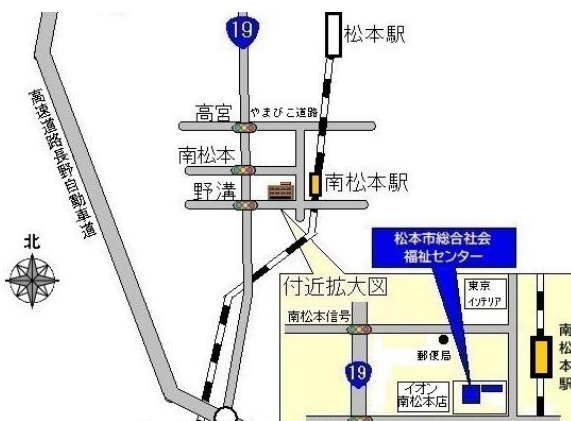 19
松本駅
高速道路長野自動車道
高宮
やまびこ道路
南松本
南松本駅
野溝
北
松本市総合社会
福祉センター
付近拡大図
東京
インテリア
南松本信号
郵便局
19
イオン
南松本店
南松本駅